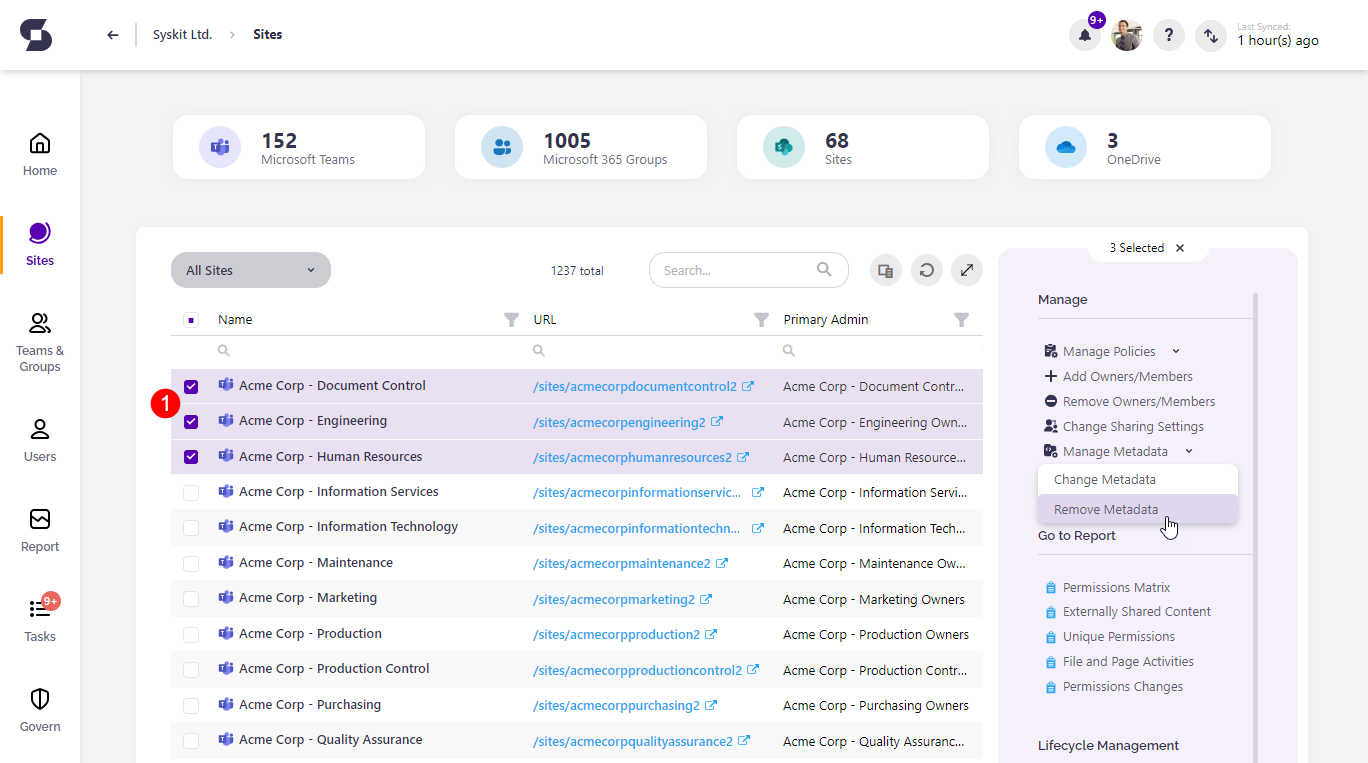 Syskit Ltd. > Sites
9+
Last Synced:
1 hour(s) ago
Home
Sites
Teams &
Groups
Users
Report
9+
Tasks
Govern
152
Microsoft Teams
1005
Microsoft 365 Groups
68
Sites
3
OneDrive
All Sites
1237 total
Search...
Name URL Primary Admin
1
Acme Corp - Document Control /sites/acmecorpdocumentcontrol2 Acme Corp - Document Contr...
Acme Corp - Engineering /sites/acmecorpengineering2 Acme Corp - Engineering Own...
Acme Corp - Human Resources /sites/acmecorphumanresources2 Acme Corp - Human Resource...
Acme Corp - Information Services /sites/acmecorpinformationservic... Acme Corp - Information Servi...
Acme Corp - Information Technology /sites/acmecorpinformationtechn... Acme Corp - Information Tech...
Acme Corp - Maintenance /sites/acmecorpmaintenance2 Acme Corp - Maintenance Ow...
Acme Corp - Marketing /sites/acmecorpmarketing2 Acme Corp - Marketing Owners
Acme Corp - Production /sites/acmecorpproduction2 Acme Corp - Production Owners
Acme Corp - Production Control /sites/acmecorpproductioncontrol2 Acme Corp - Production Contr...
Acme Corp - Purchasing /sites/acmecorppurchasing2 Acme Corp - Purchasing Owners
Acme Corp - Quality Assurance /sites/acmecorpqualityassurance2 Acme Corp - Quality Assuranc...
3 Selected
Manage
Manage Policies
Add Owners/Members
Remove Owners/Members
Change Sharing Settings
Manage Metadata
Change Metadata
Remove Metadata
Go to Report
Permissions Matrix
Externally Shared Content
Unique Permissions
File and Page Activities
Permissions Changes
Lifecycle Management